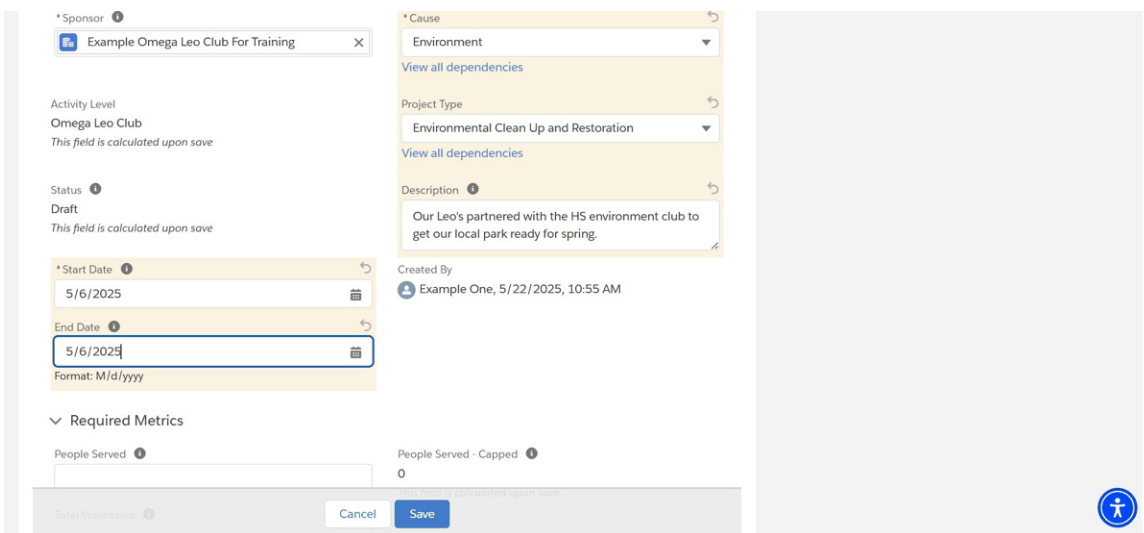 *Sponsor
Example Omega Leo Club For Training
Activity Level
Omega Leo Club
This field is calculated upon save
Status
Draft
This field is calculated upon save
*Start Date
5/6/2025
End Date
5/6/2025
Format: M/d/yyyy
*Cause
Environment
View all dependencies
Project Type
Environmental Clean Up and Restoration
View all dependencies
Description
Our Leo's partnered with the HS environment club to
get our local park ready for spring.
Created By
Example One, 5/22/2025, 10:55 AM
Required Metrics
People Served
People Served - Capped
0
This field is calculated upon save
Total Volunteers
Cancel
Save